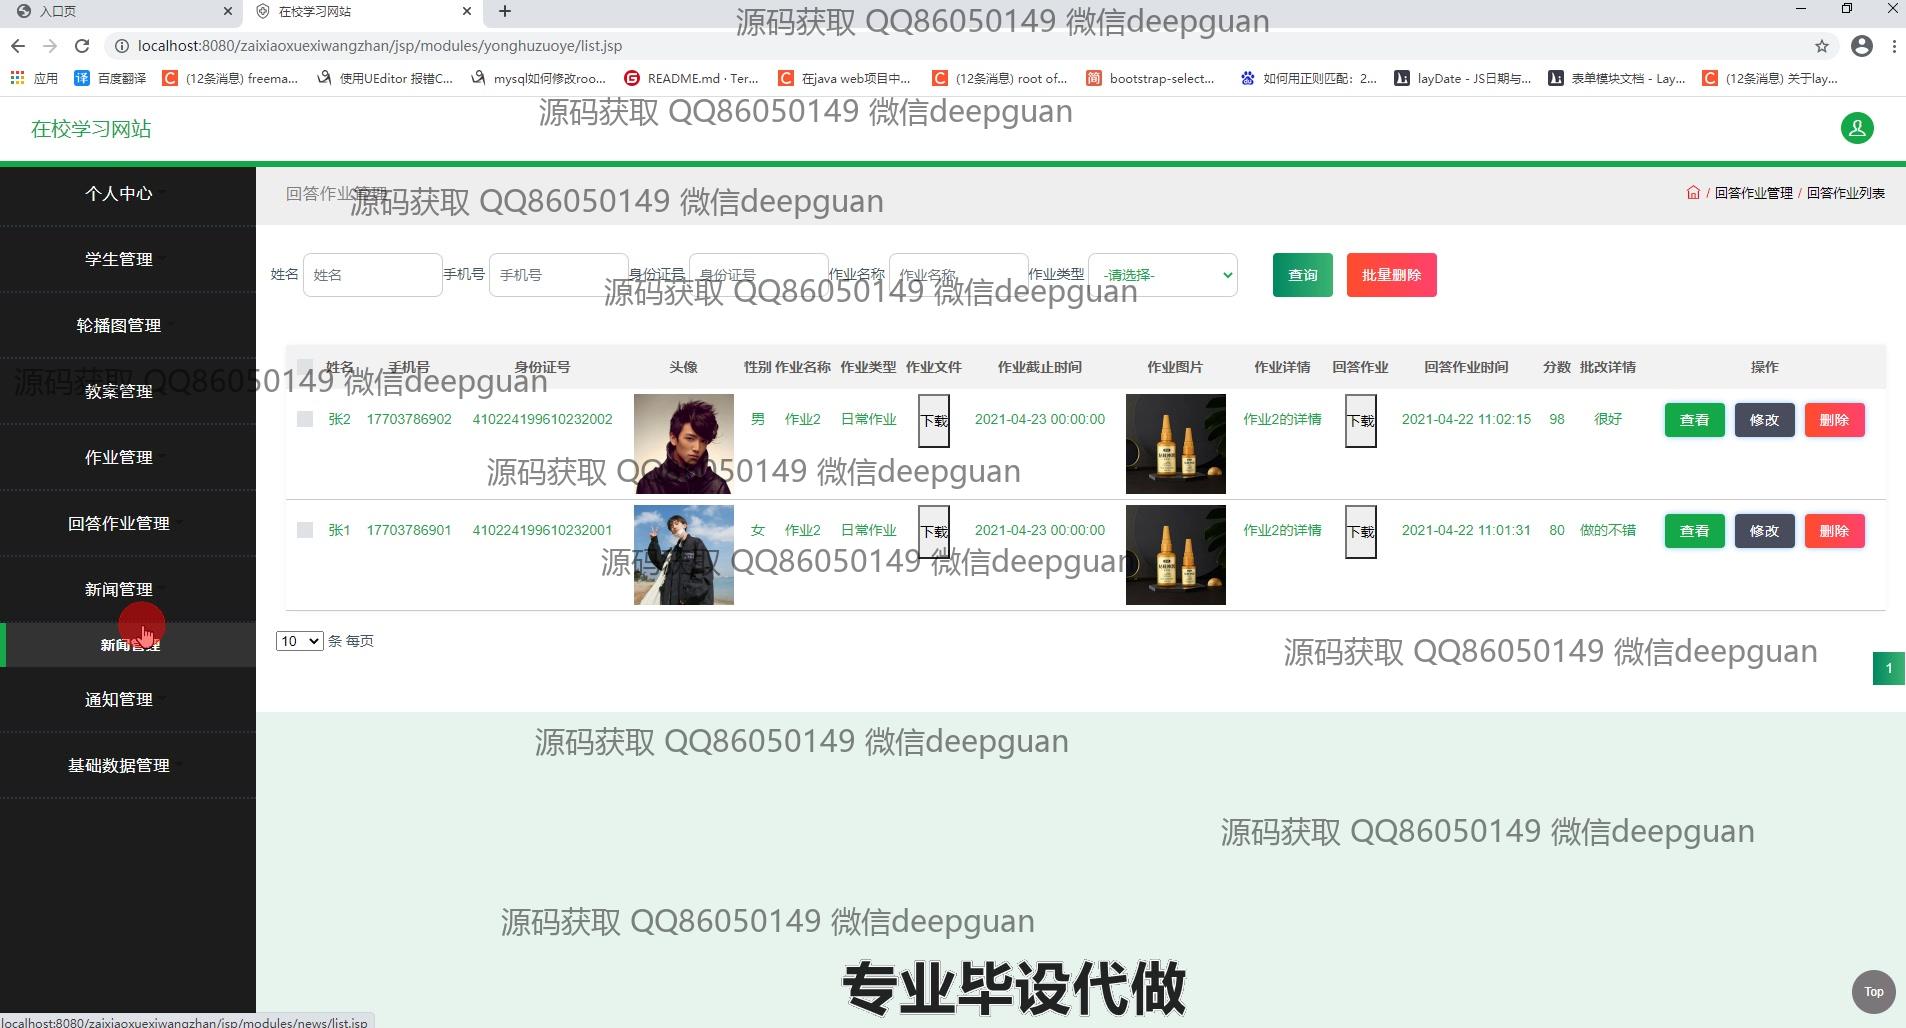 入口页
在校学习网站
源码获取 QQ86050149 微信deepguan
localhost:8080/zaixiaoxuexiwangzhan/jsp/modules/yonghuzuoye/list.jsp
应用 百度翻译 (12条消息) freema... 使用UEditor 报错C... mysql如何修改roo... README.md · Ter... 在java web项目中... (12条消息) root of... bootstrap-select... 如何用正则匹配：2... layDate - JS日期与... 表单模块文档 - Lay... (12条消息) 关于lay...
源码获取 QQ86050149 微信deepguan
在校学习网站
个人中心
回答作业管理
源码获取 QQ86050149 微信deepguan
/ 回答作业管理 / 回答作业列表
学生管理
姓名 姓名 手机号 手机号 身份证号 身份证号 作业名称 作业名称 作业类型 -请选择- 查询 批量删除
源码获取 QQ86050149 微信deepguan
轮播图管理
姓名 手机号 身份证号 头像 性别 作业名称 作业类型 作业文件 作业截止时间 作业图片 作业详情 回答作业 回答作业时间 分数 批改详情 操作
源码获取 QQ86050149 微信deepguan
教案管理
张2 17703786902 410224199610232002 男 作业2 日常作业 下载 2021-04-23 00:00:00 作业2的详情 下载 2021-04-22 11:02:15 98 很好 查看 修改 删除
作业管理
源码获取 QQ86050149 微信deepguan
回答作业管理
张1 17703786901 410224199610232001 女 作业2 日常作业 下载 2021-04-23 00:00:00 作业2的详情 下载 2021-04-22 11:01:31 80 做的不错 查看 修改 删除
源码获取 QQ86050149 微信deepguan
新闻管理
新闻管理
10 条 每页
源码获取 QQ86050149 微信deepguan
1
通知管理
源码获取 QQ86050149 微信deepguan
基础数据管理
源码获取 QQ86050149 微信deepguan
源码获取 QQ86050149 微信deepguan
专业毕设代做
Top
localhost:8080/zaixiaoxuexiwangzhan/jsp/modules/news/list.jsp